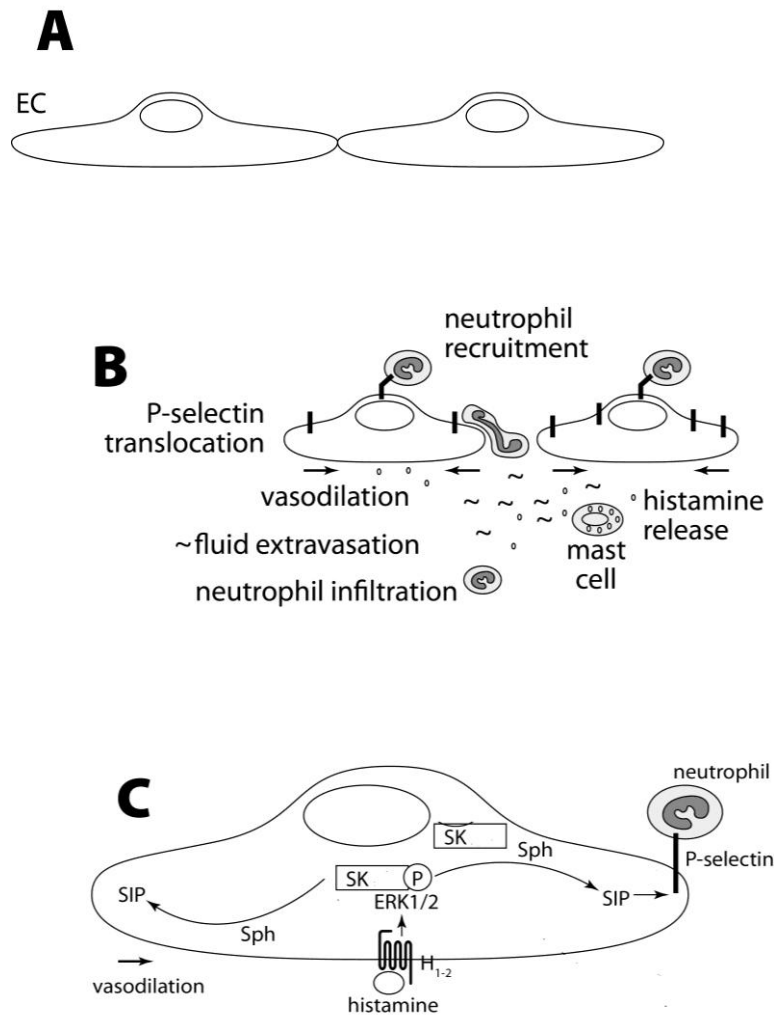 A
EC
B
neutrophil
recruitment
P-selectin
translocation
vasodilation
~fluid extravasation
neutrophil infiltration
histamine
release
mast
cell
C
neutrophil
P-selectin
SK
Sph
SK P
ERK1/2
SIP
SIP
Sph
H1-2
vasodilation
histamine